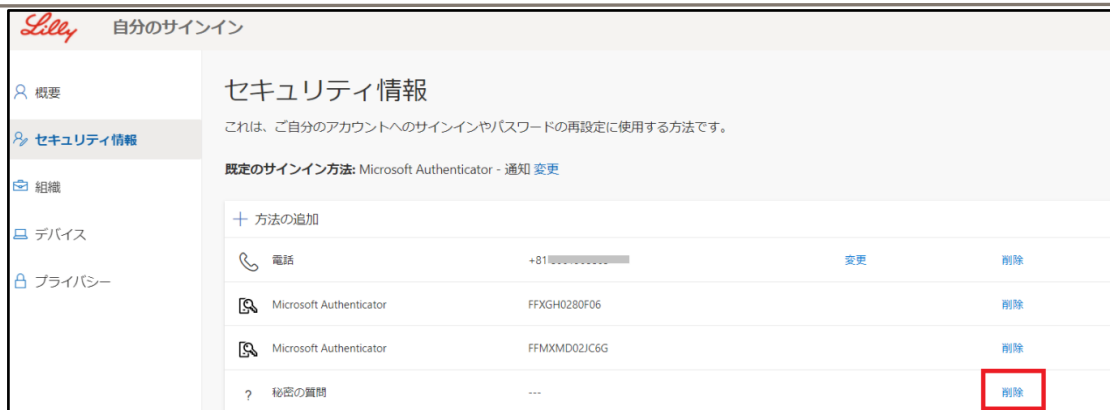 Lilly 自分のサインイン
概要
セキュリティ情報
組織
デバイス
プライバシー
セキュリティ情報
これは、ご自分のアカウントへのサインインやパスワードの再設定に使用する方法です。
既定のサインイン方法: Microsoft Authenticator - 通知 変更
+ 方法の追加
電話 +81 変更 削除
Microsoft Authenticator FFXGH0280F06 削除
Microsoft Authenticator FFMXMD02JC6G 削除
? 秘密の質問 --- 削除